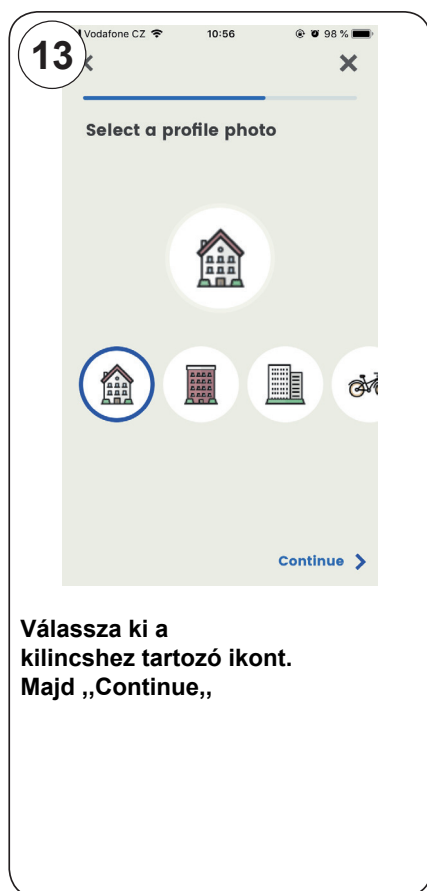 13
Vodafone CZ 10:56 98 %
Select a profile photo
Continue
Válassza ki a
kilincshez tartozó ikont.
Majd ,,Continue,,